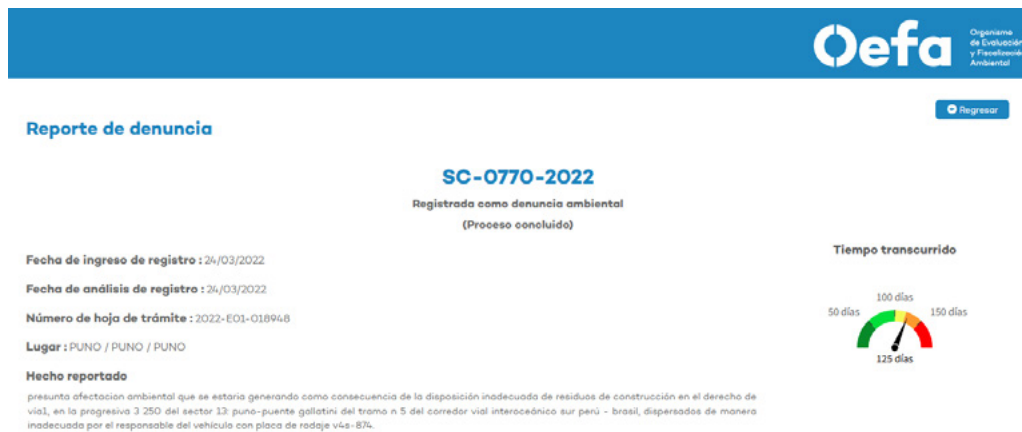 Oefa
Organismo
de Evaluación
y Fiscalización
Ambiental
Regresar
Reporte de denuncia
SC-0770-2022
Registrada como denuncia ambiental
(Proceso concluido)
Fecha de ingreso de registro : 24/03/2022
Fecha de análisis de registro : 24/03/2022
Número de hoja de trámite : 2022-E01-018948
Lugar : PUNO / PUNO / PUNO
Hecho reportado
presunta afectacion ambiental que se estaria generando como consecuencia de la disposición inadecuada de residuos de construcción en el derecho de
via1, en la progresiva 3 250 del sector 13: puno-puente gallatini del tramo n 5 del corredor vial interoceánico sur perú - brasil, dispersados de manera
inadecuada por el responsable del vehículo con placa de rodaje v4s-874.
Tiempo transcurrido
100 días
50 días
150 días
125 días